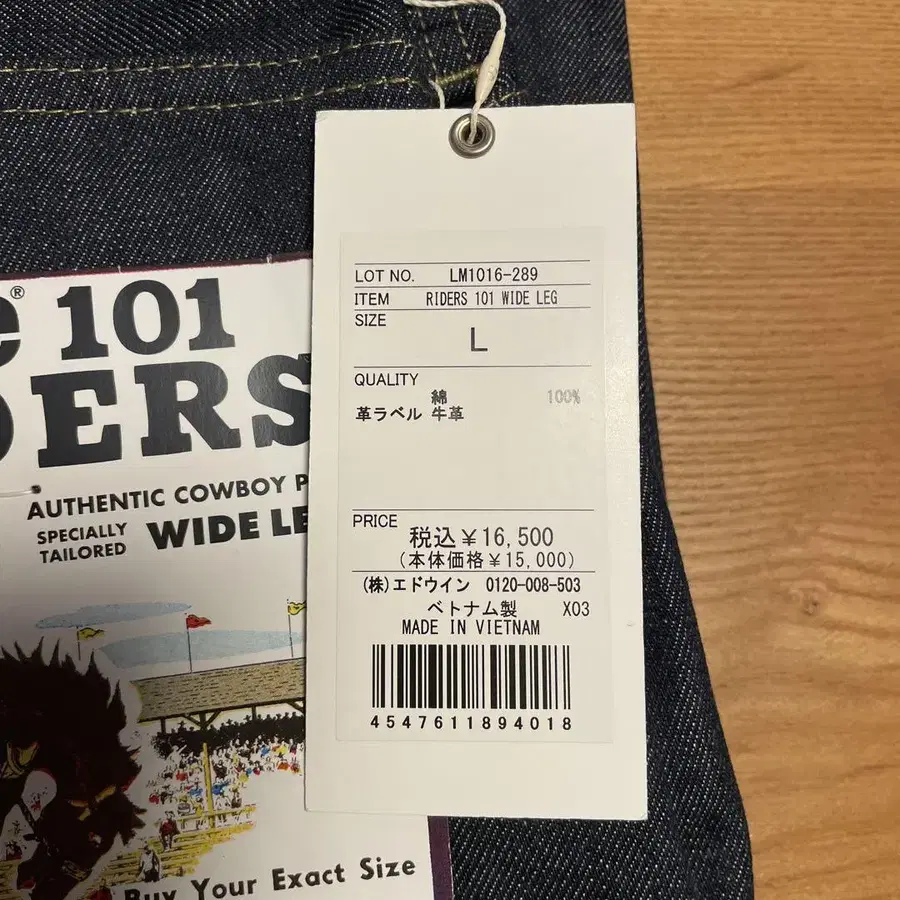 LOT NO. LM1016-289
ITEM RIDERS 101 WIDE LEG
SIZE
L
QUALITY
綿 100%
革ラベル 牛革
PRICE
税込¥16,500
(本体価格¥15,000)
(株)エドウイン 0120-008-503
ベトナム製 X03
MADE IN VIETNAM
4547611894018
® 101
DERS
AUTHENTIC COWBOY P
SPECIALLY
TAILORED
WIDE LE
Buy Your Exact Size